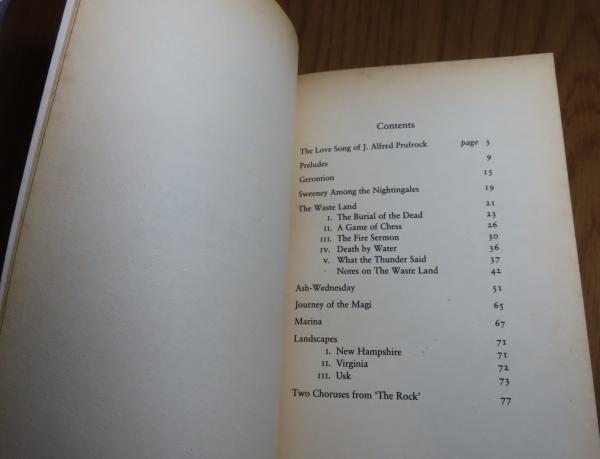 Contents
The Love Song of J. Alfred Prufrock page 3
Preludes 9
Gerontion 15
Sweeney Among the Nightingales 19
The Waste Land 21
I. The Burial of the Dead 23
II. A Game of Chess 26
III. The Fire Sermon 30
IV. Death by Water 36
V. What the Thunder Said 37
Notes on The Waste Land 42
Ash-Wednesday 51
Journey of the Magi 65
Marina 67
Landscapes 71
I. New Hampshire 71
II. Virginia 72
III. Usk 73
Two Choruses from ‘The Rock’ 77